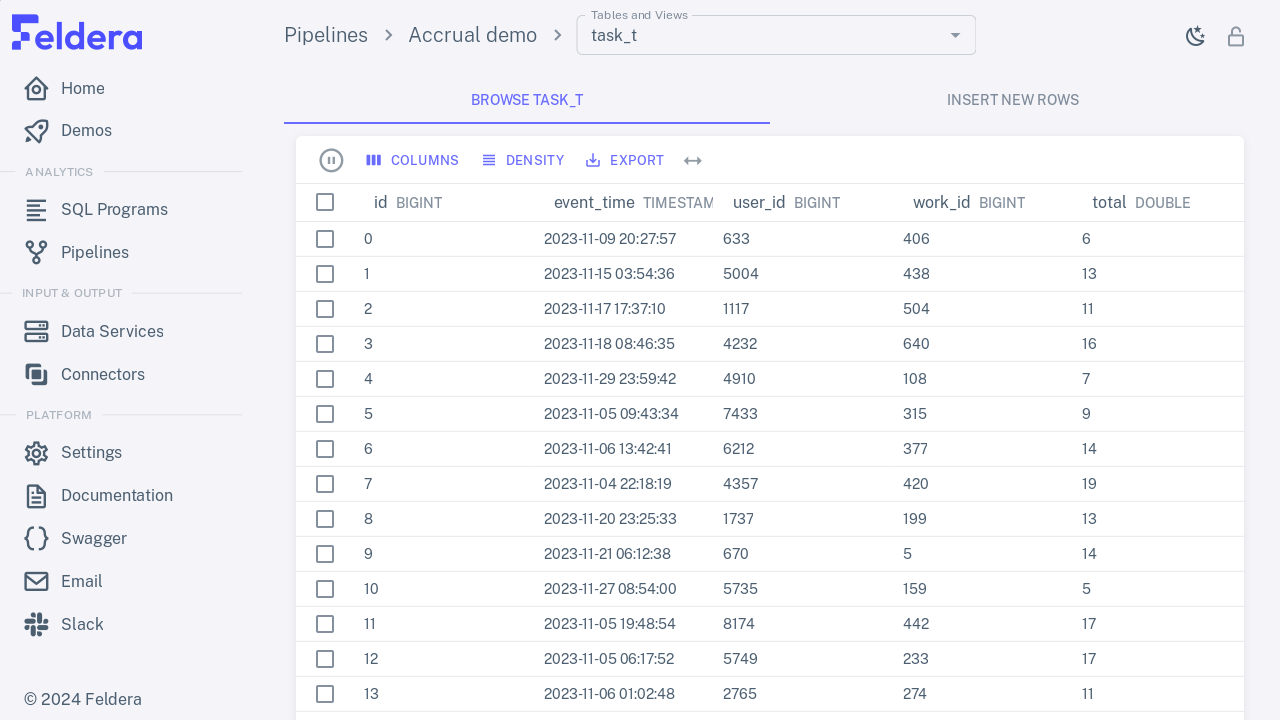 Feldera
Home
Demos
ANALYTICS
SQL Programs
Pipelines
INPUT & OUTPUT
Data Services
Connectors
PLATFORM
Settings
Documentation
Swagger
Email
Slack
© 2024 Feldera
Pipelines > Accrual demo >
Tables and Views
task_t
BROWSE TASK_T INSERT NEW ROWS
COLUMNS DENSITY EXPORT
id BIGINT event_time TIMESTAM user_id BIGINT work_id BIGINT total DOUBLE
0 2023-11-09 20:27:57 633 406 6
1 2023-11-15 03:54:36 5004 438 13
2 2023-11-17 17:37:10 1117 504 11
3 2023-11-18 08:46:35 4232 640 16
4 2023-11-29 23:59:42 4910 108 7
5 2023-11-05 09:43:34 7433 315 9
6 2023-11-06 13:42:41 6212 377 14
7 2023-11-04 22:18:19 4357 420 19
8 2023-11-20 23:25:33 1737 199 13
9 2023-11-21 06:12:38 670 5 14
10 2023-11-27 08:54:00 5735 159 5
11 2023-11-05 19:48:54 8174 442 17
12 2023-11-05 06:17:52 5749 233 17
13 2023-11-06 01:02:48 2765 274 11